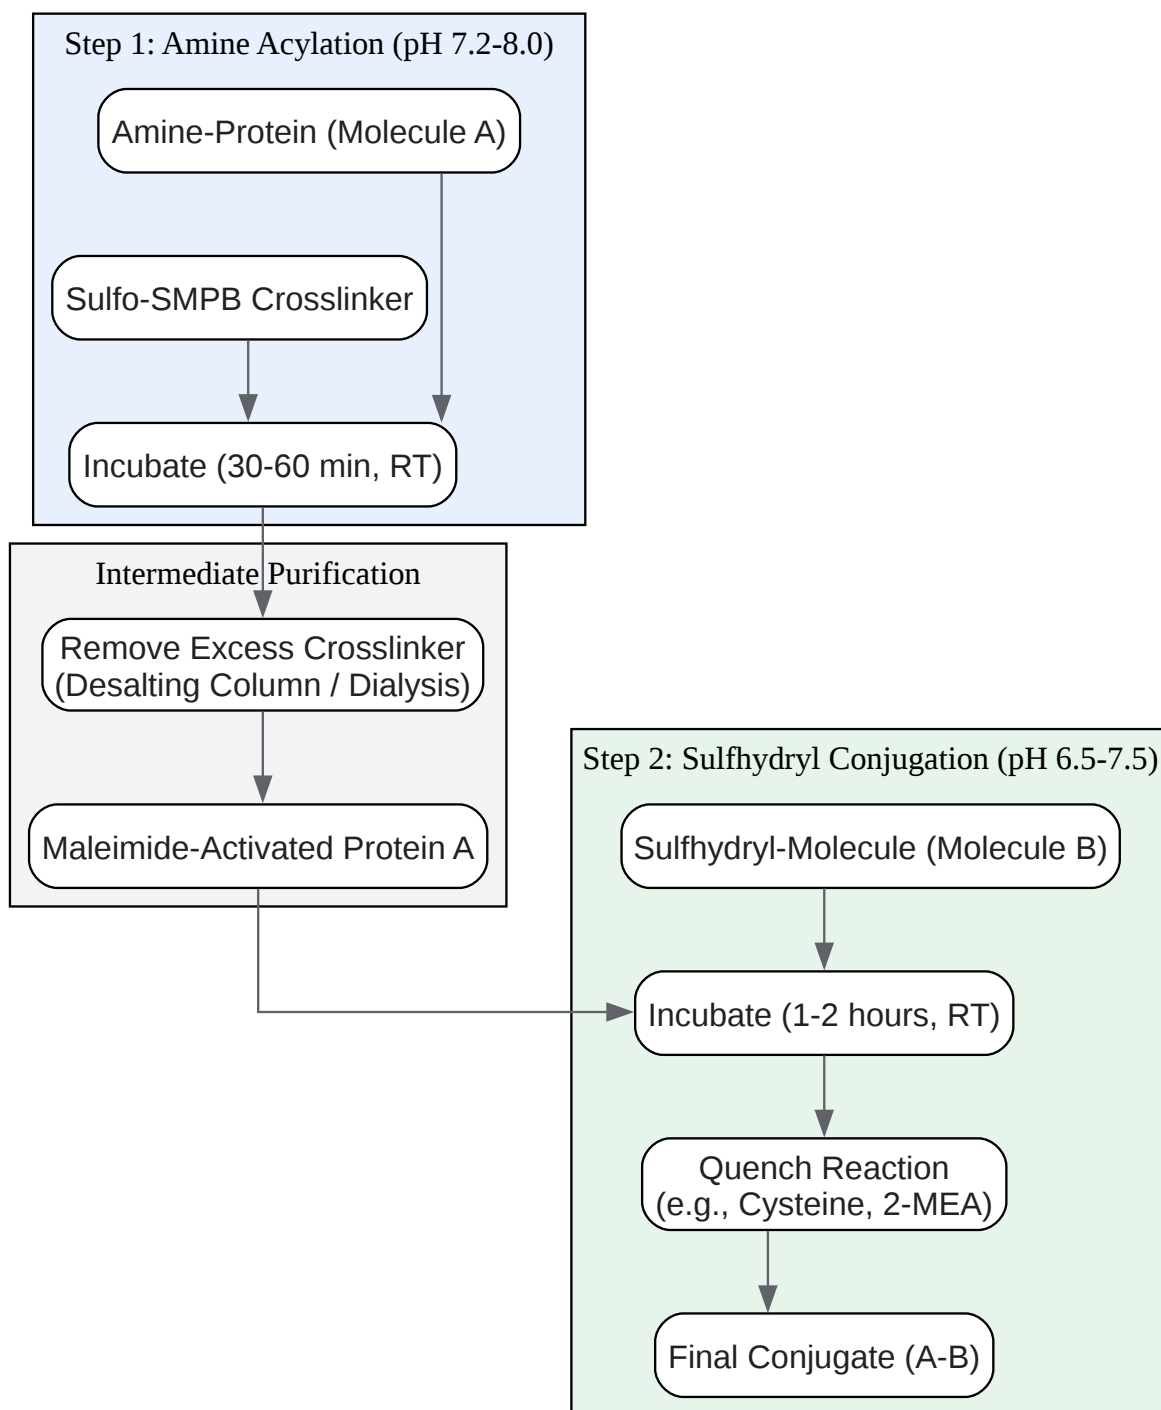 Step 1: Amine Acylation (pH 7.2-8.0)
Amine-Protein (Molecule A)
Sulfo-SMPB Crosslinker
Incubate (30-60 min, RT)
Intermediate Purification
Remove Excess Crosslinker
(Desalting Column / Dialysis)
Maleimide-Activated Protein A
Step 2: Sulfhydryl Conjugation (pH 6.5-7.5)
Sulfhydryl-Molecule (Molecule B)
Incubate (1-2 hours, RT)
Quench Reaction
(e.g., Cysteine, 2-MEA)
Final Conjugate (A-B)